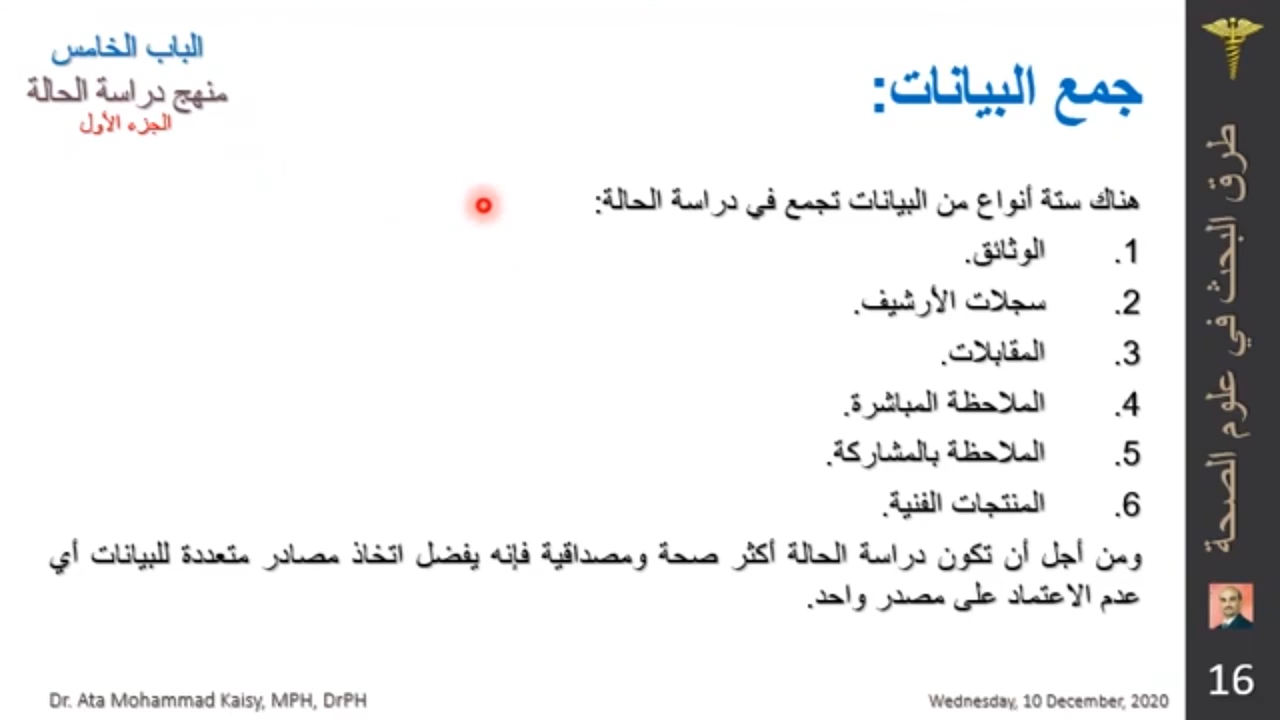 الباب الخامس
منهج دراسة الحالة
الجزء الأول
جمع البيانات:
هناك ستة أنواع من البيانات تجمع في دراسة الحالة:
1. الوثائق.
2. سجلات الأرشيف.
3. المقابلات.
4. الملاحظة المباشرة.
5. الملاحظة بالمشاركة.
6. المنتجات الفنية.
ومن أجل أن تكون دراسة الحالة أكثر صحة ومصداقية فإنه يفضل اتخاذ مصادر متعددة للبيانات أي
عدم الاعتماد على مصدر واحد.
طرق البحث في علوم الصحة
16
Dr. Ata Mohammad Kaisy, MPH, DrPH
Wednesday, 10 December, 2020